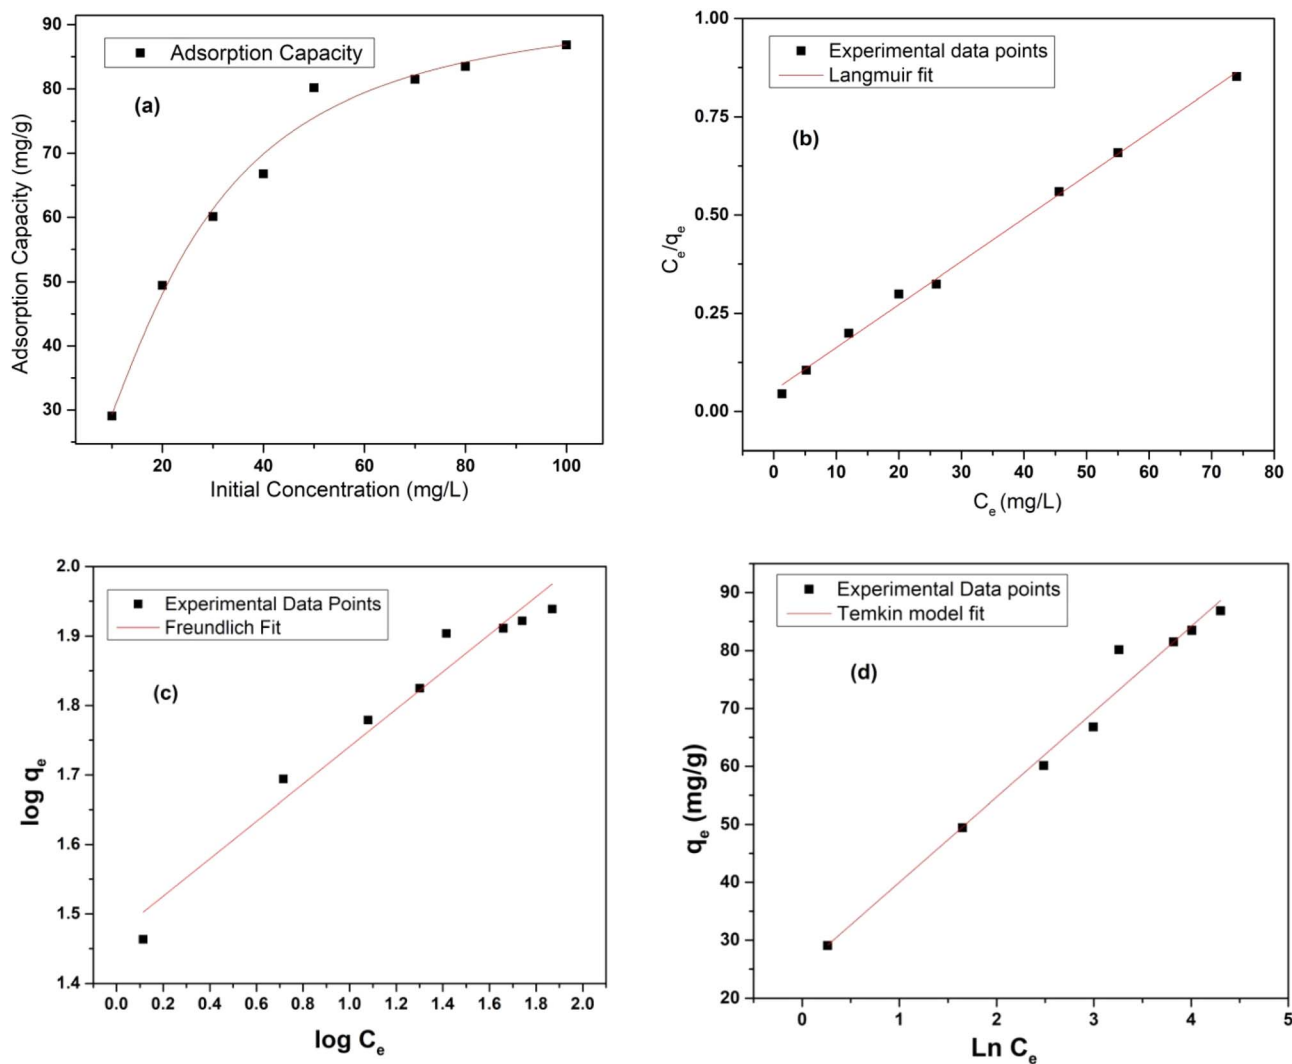 Adsorption Capacity
(a)
90
80
70
60
50
40
30
Adsorption Capacity (mg/g)
20 40 60 80 100
Initial Concentration (mg/L)
Experimental data points
Langmuir fit
(b)
1.00
0.75
0.50
0.25
0.00
Ce/qe
0 10 20 30 40 50 60 70 80
Ce (mg/L)
Experimental Data Points
Freundlich Fit
(c)
2.0
1.9
1.8
1.7
1.6
1.5
1.4
log qe
0.0 0.2 0.4 0.6 0.8 1.0 1.2 1.4 1.6 1.8 2.0
log Ce
Experimental Data points
Temkin model fit
(d)
90
80
70
60
50
40
30
20
qe (mg/g)
0 1 2 3 4 5
Ln Ce